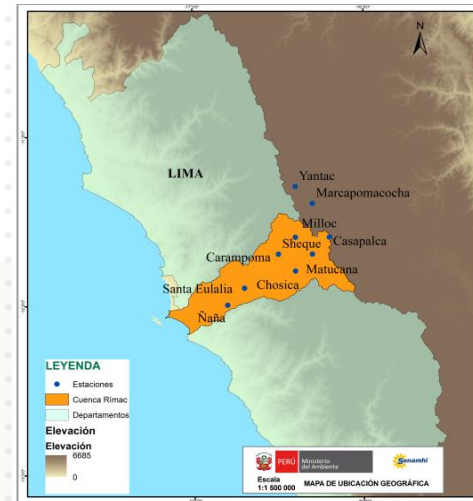 N
LIMA
Yantac
Marcapomacocha
Milloc
Sheque
Casapalca
Carampoma
Matucana
Santa Eulalia
Chosica
Ñaña
LEYENDA
Estaciones
Cuenca Rímac
Departamentos
Elevación
Elevación
6685
0
PERÚ
Ministerio
del Ambiente
Senamhi
Escala
1:1 500 000
MAPA DE UBICACIÓN GEOGRÁFICA